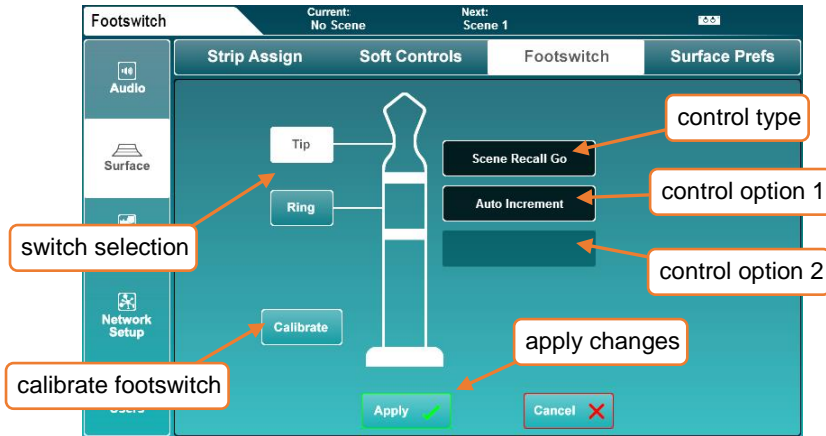 Footswitch
Current:
No Scene
Next:
Scene 1
Strip Assign
Soft Controls
Footswitch
Surface Prefs
Audio
Surface
Network
Setup
Users
Tip
Ring
Calibrate
Scene Recall Go
Auto Increment
Apply
Cancel
control type
control option 1
control option 2
switch selection
calibrate footswitch
apply changes